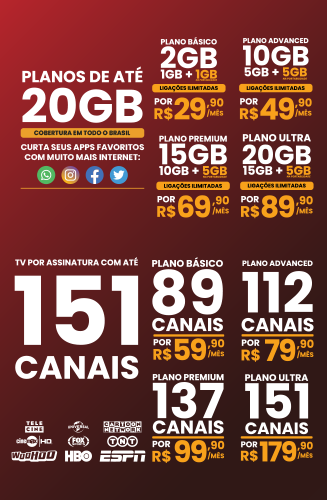 PLANOS DE ATÉ
20GB
COBERTURA EM TODO O BRASIL
CURTA SEUS APPS FAVORITOS
COM MUITO MAIS INTERNET:
PLANO BÁSICO
2GB
1GB + 1GB
LIGAÇÕES ILIMITADAS
POR R$29,90/MÊS
PLANO ADVANCED
10GB
5GB + 5GB
LIGAÇÕES ILIMITADAS
POR R$49,90/MÊS
PLANO PREMIUM
15GB
10GB + 5GB
LIGAÇÕES ILIMITADAS
POR R$69,90/MÊS
PLANO ULTRA
20GB
15GB + 5GB
LIGAÇÕES ILIMITADAS
POR R$89,90/MÊS
TV POR ASSINATURA COM ATÉ
151
CANAIS
PLANO BÁSICO
89
CANAIS
POR R$59,90/MÊS
PLANO ADVANCED
112
CANAIS
POR R$79,90/MÊS
PLANO PREMIUM
137
CANAIS
POR R$99,90/MÊS
PLANO ULTRA
151
CANAIS
POR R$179,90/MÊS
TELE
CINE
UNIVERSAL
CARTOON
NETWORK
HD
FOX
TNT
WOOHOO
HBO
ESPN